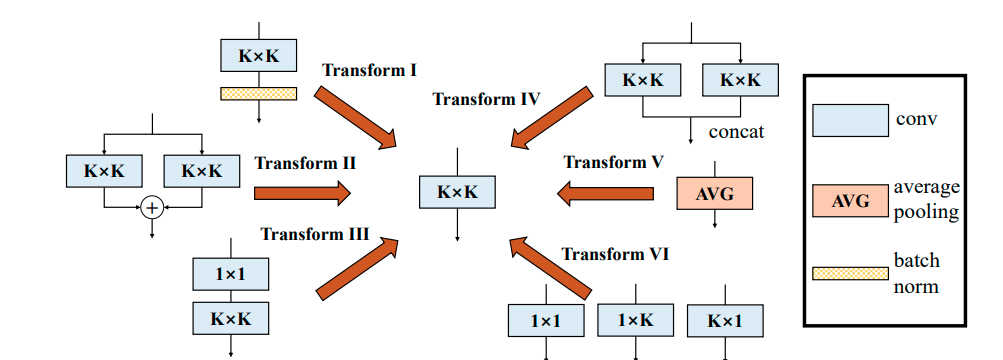 K×K
Transform I
Transform IV
K×K K×K
concat
K×K K×K
+
Transform II
K×K
Transform V
AVG
Transform III
1×1
K×K
Transform VI
1×1 1×K K×1
conv
AVG
average
pooling
batch
norm